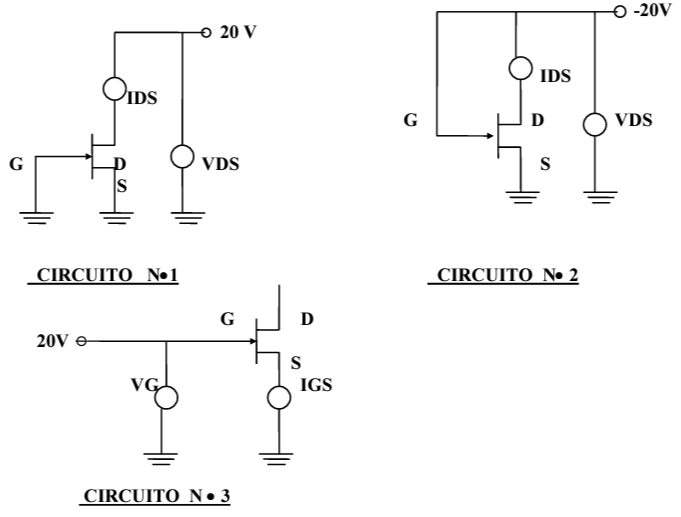 20 V
IDS
G
D
VDS
S
CIRCUITO N•1
-20V
IDS
G
D
VDS
S
CIRCUITO N• 2
G
D
20V
S
VG
IGS
CIRCUITO N• 3